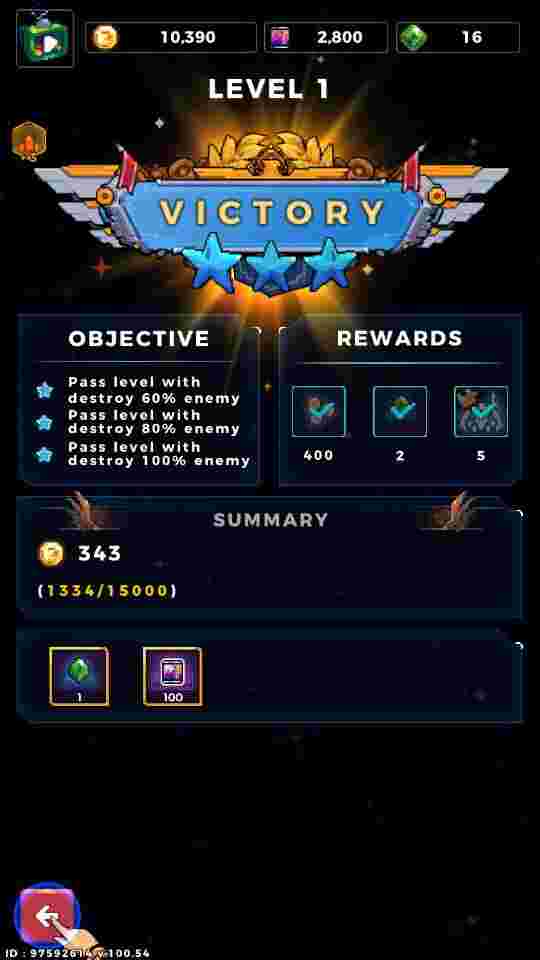 10,390
2,800
16
LEVEL 1
VICTORY
OBJECTIVE
Pass level with
destroy 60% enemy
Pass level with
destroy 80% enemy
Pass level with
destroy 100% enemy
REWARDS
400
2
5
SUMMARY
343
(1334/15000)
1
100